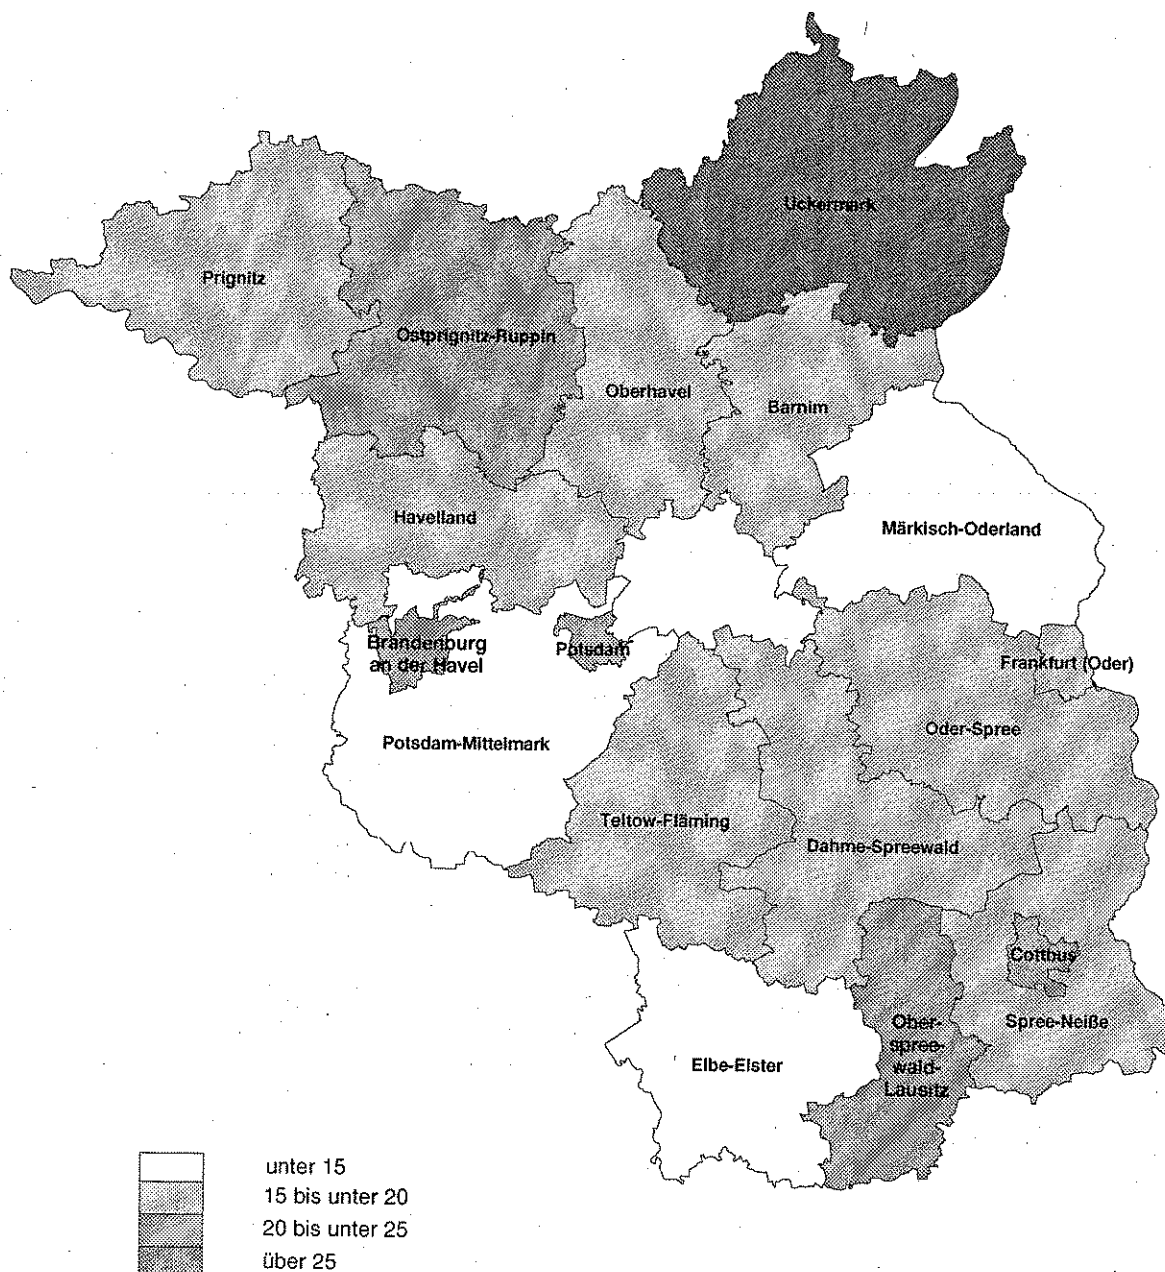 Uckermark
Prignitz
Ostprignitz-Ruppin
Oberhavel
Barnim
Havelland
Märkisch-Oderland
Brandenburg
an der Havel
Potsdam
Frankfurt (Oder)
Potsdam-Mittelmark
Oder-Spree
Teltow-Fläming
Dahme-Spreewald
Cottbus
Spree-Neiße
Ober-
spree-
wald-
Lausitz
Elbe-Elster
unter 15
15 bis unter 20
20 bis unter 25
über 25